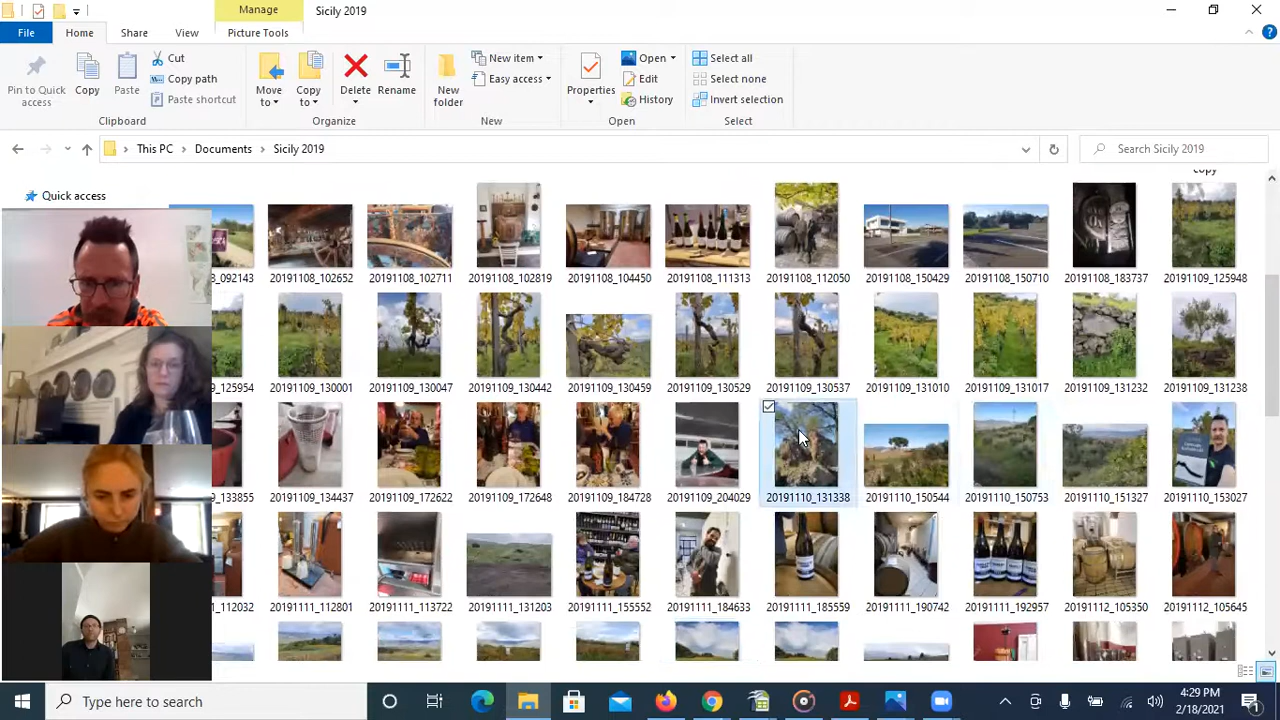 Manage
Sicily 2019
File
Home
Share
View
Picture Tools
Pin to Quick access
Copy
Paste
Cut
Copy path
Paste shortcut
Clipboard
Move to
Copy to
Delete
Rename
Organize
New folder
New item
Easy access
New
Properties
Open
Edit
History
Open
Select all
Select none
Invert selection
Select
This PC
Documents
Sicily 2019
Search Sicily 2019
Quick access
copy
8_092143
20191108_102652
20191108_102711
20191108_102819
20191108_104450
20191108_111313
20191108_112050
20191108_150429
20191108_150710
20191108_183737
20191109_125948
_125954
20191109_130001
20191109_130047
20191109_130442
20191109_130459
20191109_130529
20191109_130537
20191109_131010
20191109_131017
20191109_131232
20191109_131238
_133855
20191109_134437
20191109_172622
20191109_172648
20191109_184728
20191109_204029
20191110_131338
20191110_150544
20191110_150753
20191110_151327
20191110_153027
_112032
20191111_112801
20191111_113722
20191111_131203
20191111_155552
20191111_184633
20191111_185559
20191111_190742
20191111_192957
20191112_105350
20191112_105645
Type here to search
4:29 PM
2/18/2021